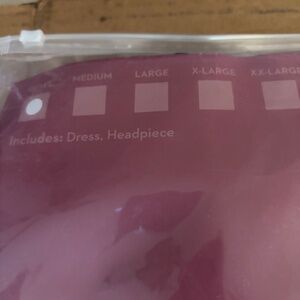 MEDIUM LARGE X-LARGE XX-LARGE
Includes: Dress, Headpiece